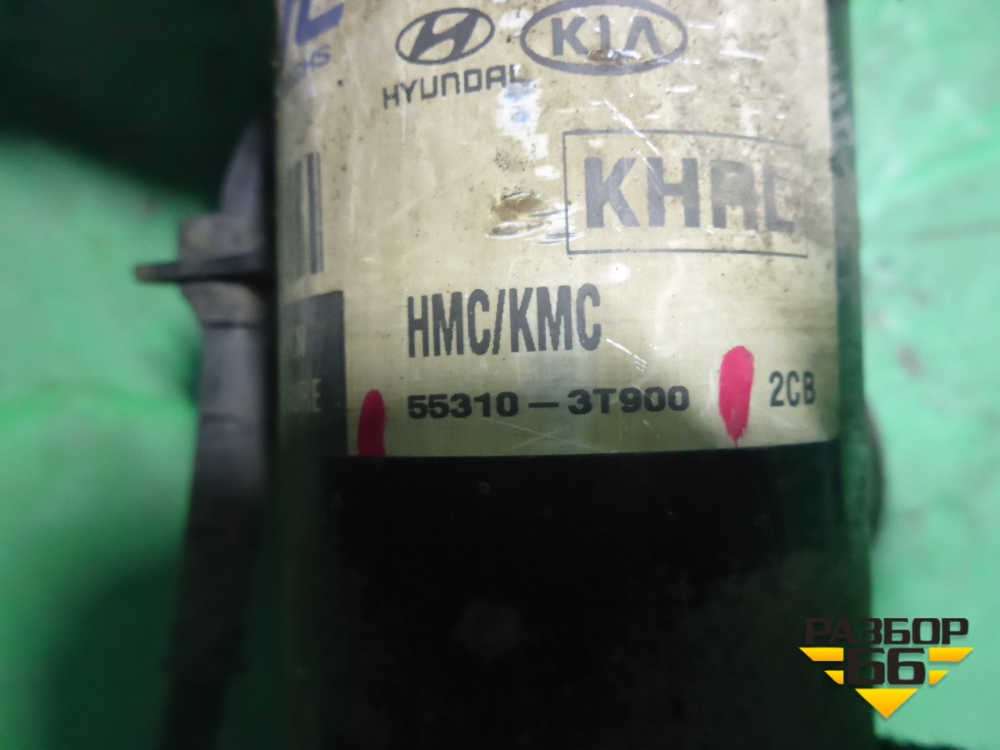 KIA
HYUNDAI
KHRL
HMC/KMC
55310-3T900
2CB
РАЗБОР
66